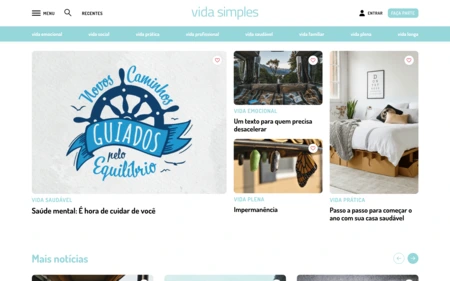 MENU
RECENTES
vida simples
ENTRAR
FAÇA PARTE
vida emocional
vida social
vida prática
vida profissional
vida saudável
vida família
vida plena
vida longa
Novos Caminhos
GUIADOS
pelo
Equilíbrio
VIDA SAUDÁVEL
Saúde mental: É hora de cuidar de você
VIDA EMOCIONAL
Um texto para quem precisa
desacelerar
VIDA PLENA
Impermanência
VIDA PRÁTICA
Passo a passo para começar o
ano com sua casa saudável
Mais notícias